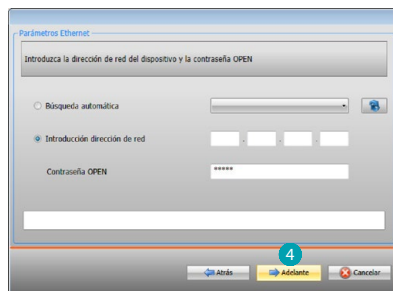 Parámetros Ethernet
Introduzca la dirección de red del dispositivo y la contraseña OPEN
Búsqueda automática
Introducción dirección de red
. . .
Contraseña OPEN
*****
4
Atrás Adelante Cancelar